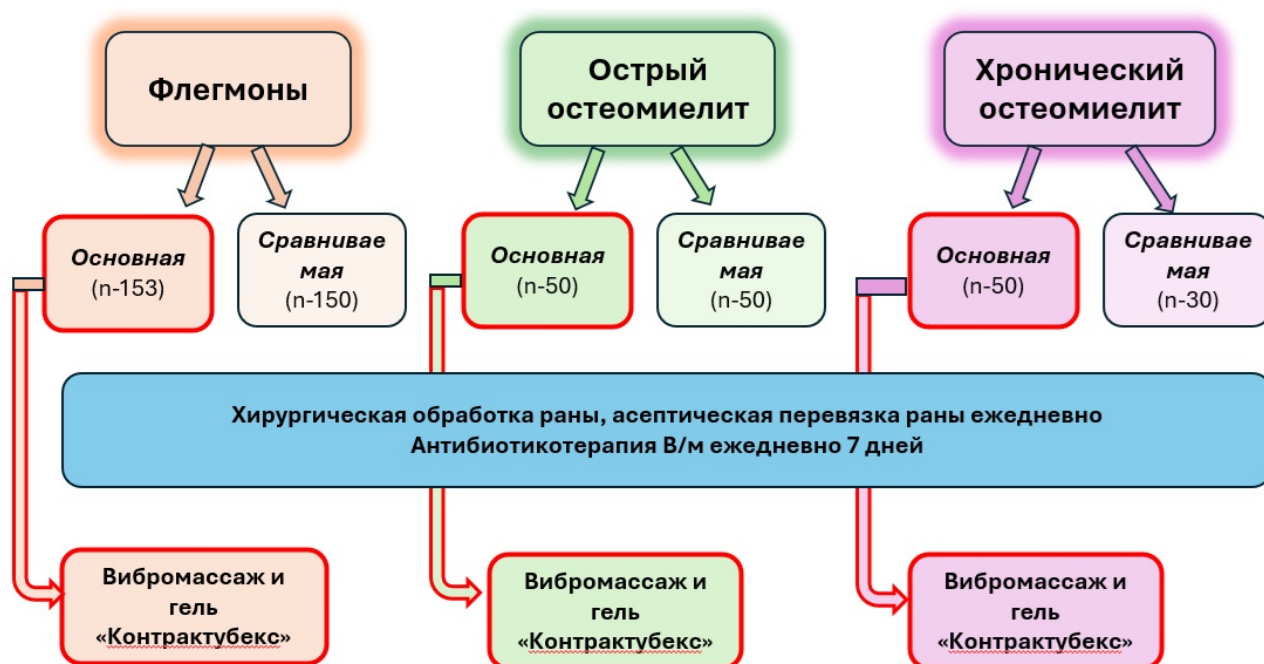 Флегмоны
Острый
остеомиелит
Хронический
остеомиелит
Основная
(n-153)
Сравнивае
мая
(n-150)
Основная
(n-50)
Сравнивае
мая
(n-50)
Основная
(n-50)
Сравнивае
мая
(n-30)
Хирургическая обработка раны, асептическая перевязка раны ежедневно
Антибиотикотерапия В/м ежедневно 7 дней
Вибромассаж и
гель
«Контрактубекс»
Вибромассаж и
гель
«Контрактубекс»
Вибромассаж и
гель
«Контрактубекс»